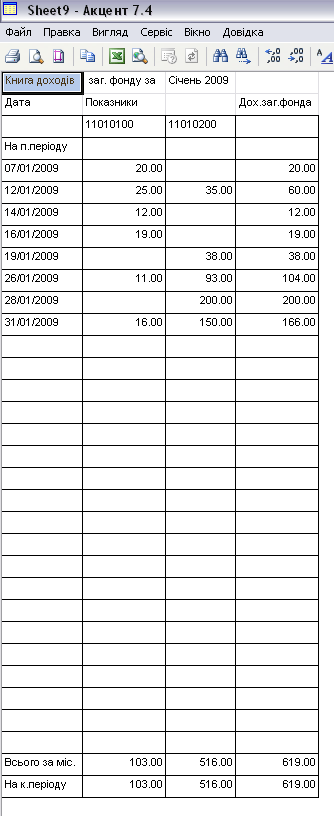 Sheet9 - Акцент 7.4
Файл Правка Вигляд Сервіс Вікно Довідка
Книга доходів заг. фонду за Січень 2009
Дата Показники Дох.заг.фонда
11010100 11010200
На п.періоду
07/01/2009 20.00 20.00
12/01/2009 25.00 35.00 60.00
14/01/2009 12.00 12.00
16/01/2009 19.00 19.00
19/01/2009 38.00 38.00
26/01/2009 11.00 93.00 104.00
28/01/2009 200.00 200.00
31/01/2009 16.00 150.00 166.00
Всього за міс. 103.00 516.00 619.00
На к.періоду 103.00 516.00 619.00